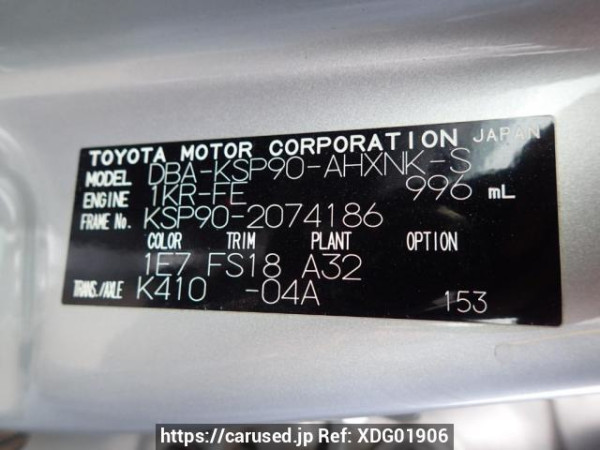 TOYOTA MOTOR CORPORATION JAPAN
MODEL DBA-KSP90-AHXNK-S
ENGINE 1KR-FE 996 mL
FRAME No. KSP90-2074186
COLOR TRIM PLANT OPTION
1E7 FS18 A32
TRANS./AXLE K410 -04A 153
https://carused.jp Ref: XDG01906